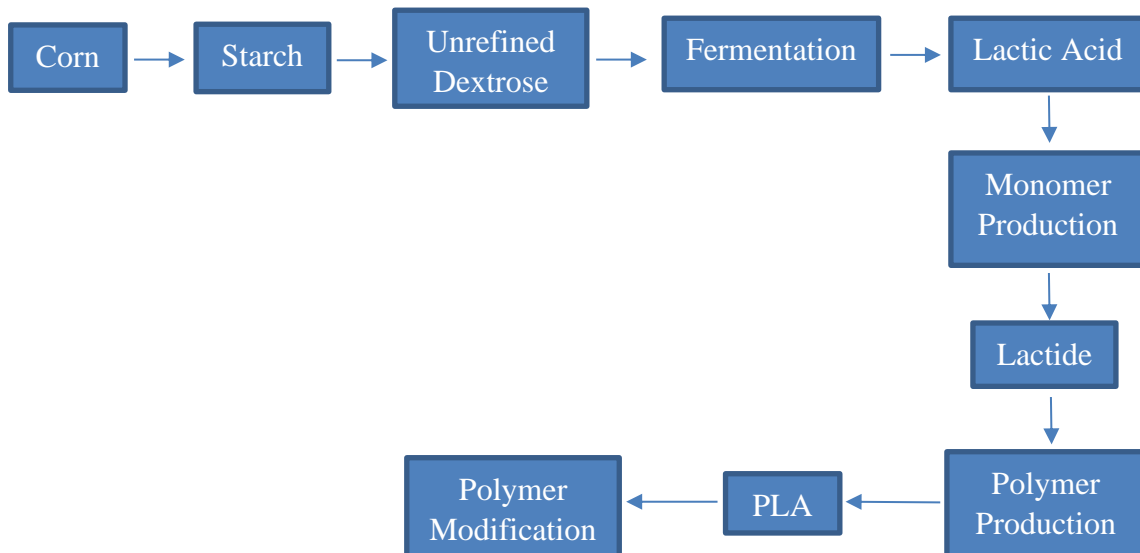 Corn
Starch
Unrefined
Dextrose
Fermentation
Lactic Acid
Monomer
Production
Lactide
Polymer
Production
PLA
Polymer
Modification